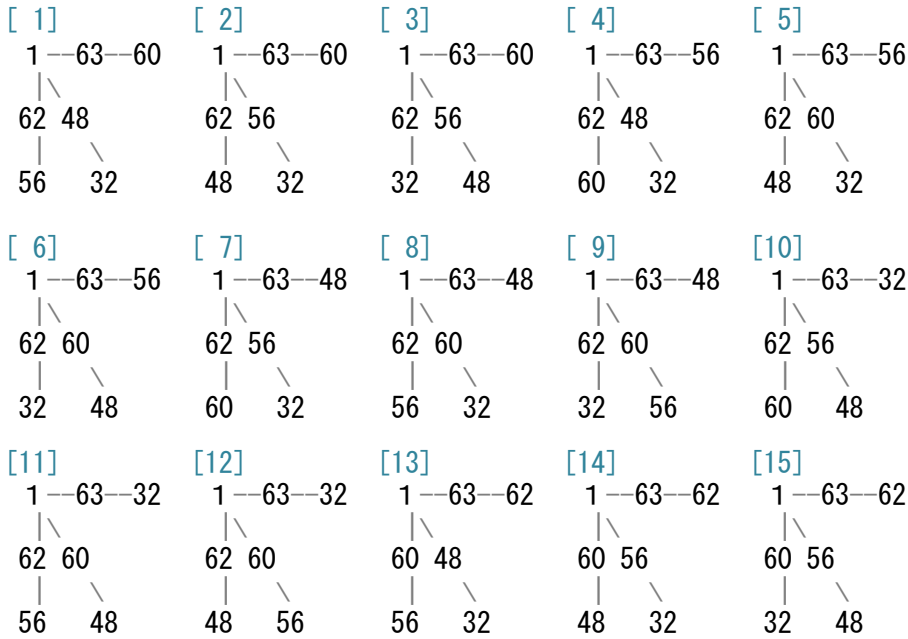 [ 1] [ 2] [ 3] [ 4] [ 5]
1 --63--60 1 --63--60 1 --63--60 1 --63--56 1 --63--56
| \ | \ | \ | \ | \
62 48 62 56 62 56 62 48 62 60
| \ | \ | \ | \ | \
56 32 48 32 32 48 60 32 48 32
[ 6] [ 7] [ 8] [ 9] [10]
1 --63--56 1 --63--48 1 --63--48 1 --63--48 1 --63--32
| \ | \ | \ | \ | \
62 60 62 56 62 60 62 60 62 56
| \ | \ | \ | \ | \
32 48 60 32 56 32 32 56 60 48
[11] [12] [13] [14] [15]
1 --63--32 1 --63--32 1 --63--62 1 --63--62 1 --63--62
| \ | \ | \ | \ | \
62 60 62 60 60 48 60 56 60 56
| \ | \ | \ | \ | \
56 48 48 56 56 32 48 32 32 48